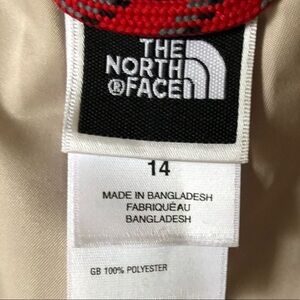 THE
NORTH
®FACE
14
MADE IN BANGLADESH
FABRIQUÉAU
BANGLADESH
GB 100% POLYESTER